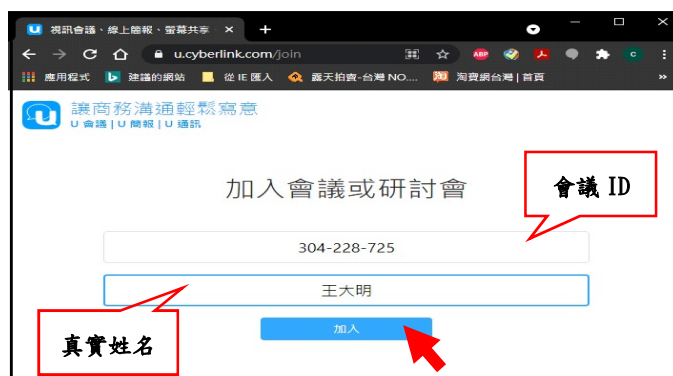 視訊會議、線上簡報、螢幕共享
u.cyberlink.com/join
ABP
c
應用程式 建議的網站 從 IE 匯入 露天拍賣-台灣 NO.... 淘寶網台灣 | 首頁 »
讓商務溝通輕鬆寫意
U 會議 | U 簡報 | U 通訊
加入會議或研討會
會議 ID
304-228-725
王大明
加入
真實姓名